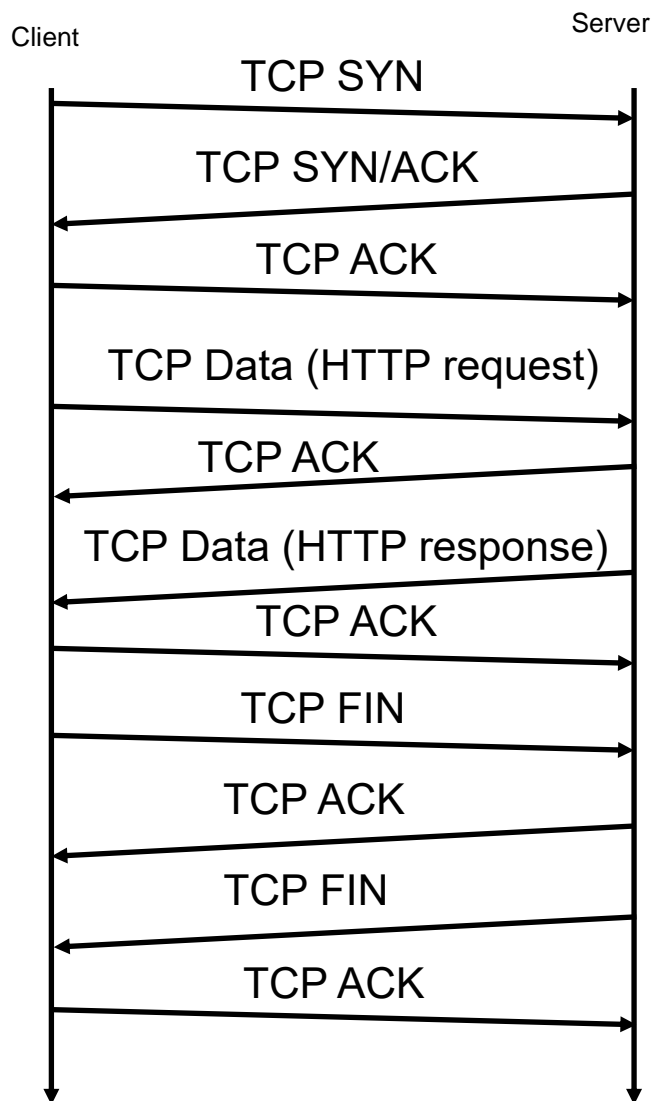 Client
Server
TCP SYN
TCP SYN/ACK
TCP ACK
TCP Data (HTTP request)
TCP ACK
TCP Data (HTTP response)
TCP ACK
TCP FIN
TCP ACK
TCP FIN
TCP ACK